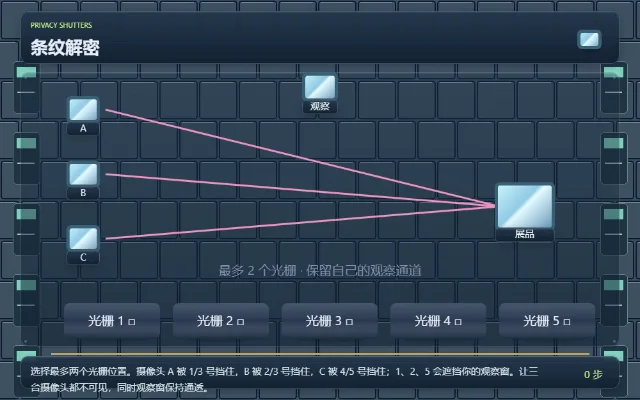 PRIVACY SHUTTERS
条纹解密
观察
A
B
C
展品
最多 2 个光栅 · 保留自己的观察通道
光栅 1 □
光栅 2 □
光栅 3 □
光栅 4 □
光栅 5 □
选择最多两个光栅位置。摄像头 A 被 1/3 号挡住，B 被 2/3 号挡住，C 被 4/5 号挡住；1、2、5 会遮挡你的观察窗。让三
台摄像头都不可见，同时观察窗保持通透。
0 步